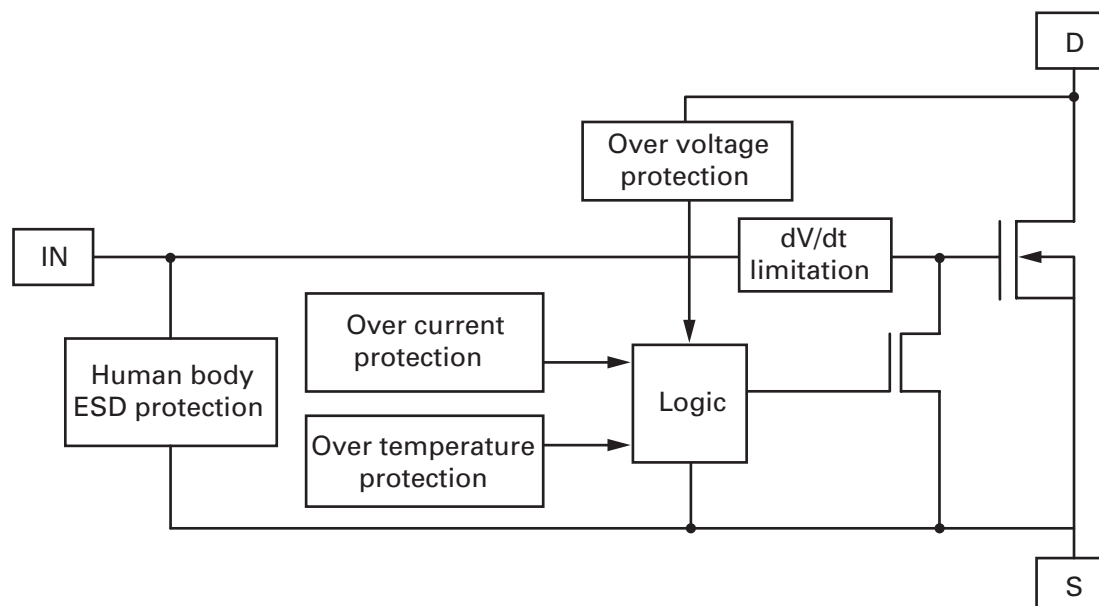 D
Over voltage
protection
IN
dV/dt
limitation
Over current
protection
Human body
ESD protection
Logic
Over temperature
protection
S